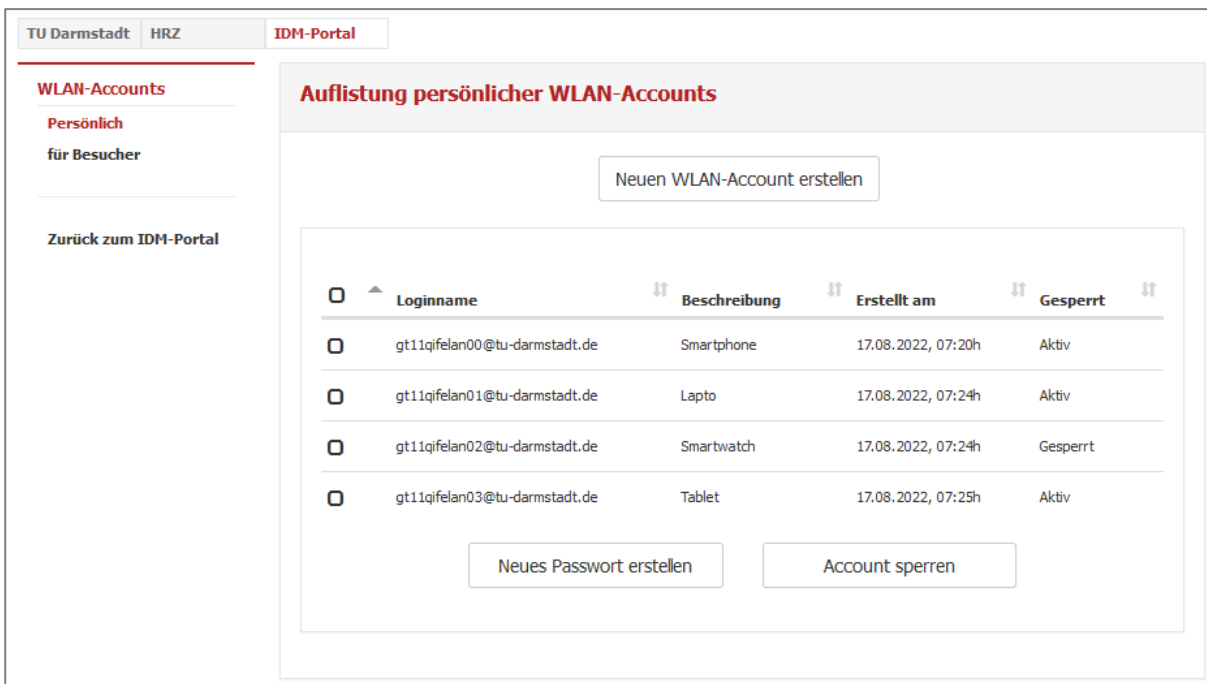 TU Darmstadt HRZ IDM-Portal
WLAN-Accounts
Persönlich
für Besucher
Zurück zum IDM-Portal
Auflistung persönlicher WLAN-Accounts
Neuen WLAN-Account erstellen
Loginname Beschreibung Erstellt am Gesperrt
gt11qifelan00@tu-darmstadt.de Smartphone 17.08.2022, 07:20h Aktiv
gt11qifelan01@tu-darmstadt.de Lapto 17.08.2022, 07:24h Aktiv
gt11qifelan02@tu-darmstadt.de Smartwatch 17.08.2022, 07:24h Gesperrt
gt11qifelan03@tu-darmstadt.de Tablet 17.08.2022, 07:25h Aktiv
Neues Passwort erstellen Account sperren